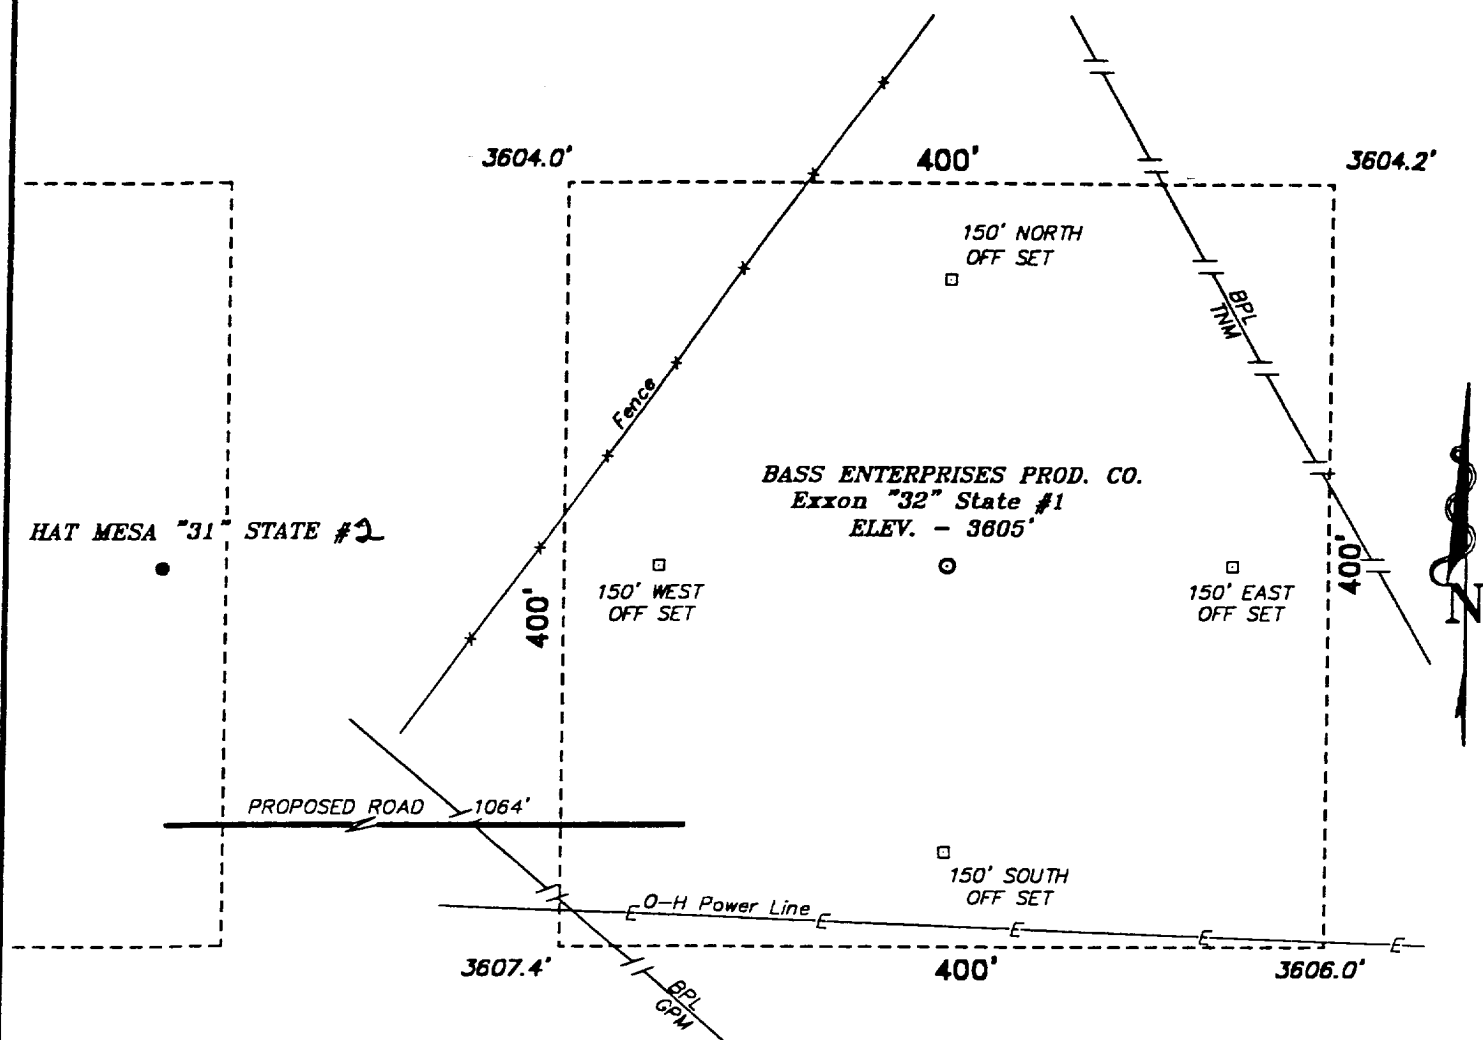 3604.0'
400'
3604.2'
150' NORTH
OFF SET
BPL
TNM
Fence
BASS ENTERPRISES PROD. CO.
Exxon "32" State #1
ELEV. - 3605'
HAT MESA "31" STATE #2
150' WEST
OFF SET
150' EAST
OFF SET
400'
400'
N
PROPOSED ROAD
1064'
150' SOUTH
OFF SET
O-H Power Line
E
E
E
E
E
3607.4'
400'
3606.0'
BPL
GPM